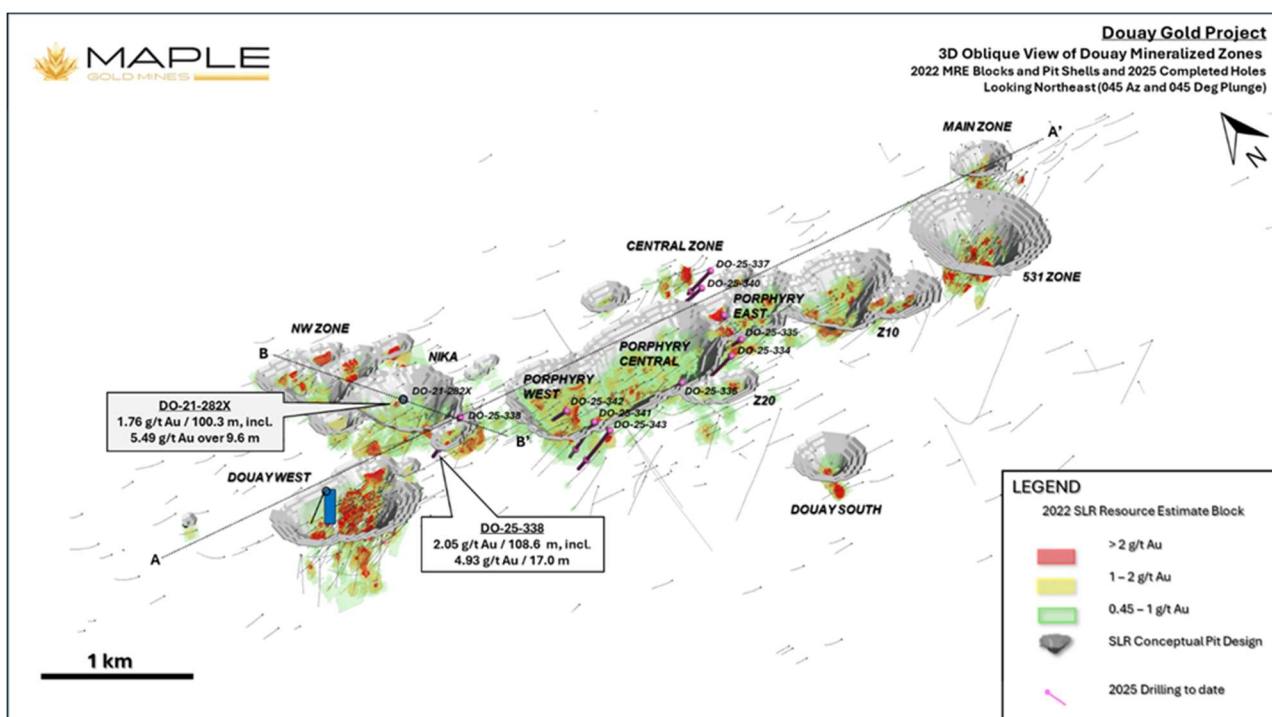 MAPLE
GOLD MINES
Douay Gold Project
3D Oblique View of Douay Mineralized Zones
2022 MRE Blocks and Pit Shells and 2025 Completed Holes
Looking Northeast (045 Az and 045 Deg Plunge)
N
MAIN ZONE
A'
531 ZONE
CENTRAL ZONE
DO-25-337
DO-25-340
PORPHYRY
EAST
DO-25-335
DO-25-334
Z10
PORPHYRY
CENTRAL
DO-25-336
Z20
NW ZONE
B
NIKA
DO-21-282X
DO-25-338
B'
PORPHYRY
WEST
DO-25-342
DO-25-341
DO-25-343
DO-21-282X
1.76 g/t Au / 100.3 m, incl.
5.49 g/t Au over 9.6 m
DOUAY WEST
A
DO-25-338
2.05 g/t Au / 108.6 m, incl.
4.93 g/t Au / 17.0 m
DOUAY SOUTH
1 km
LEGEND
2022 SLR Resource Estimate Block
> 2 g/t Au
1 – 2 g/t Au
0.45 – 1 g/t Au
SLR Conceptual Pit Design
2025 Drilling to date